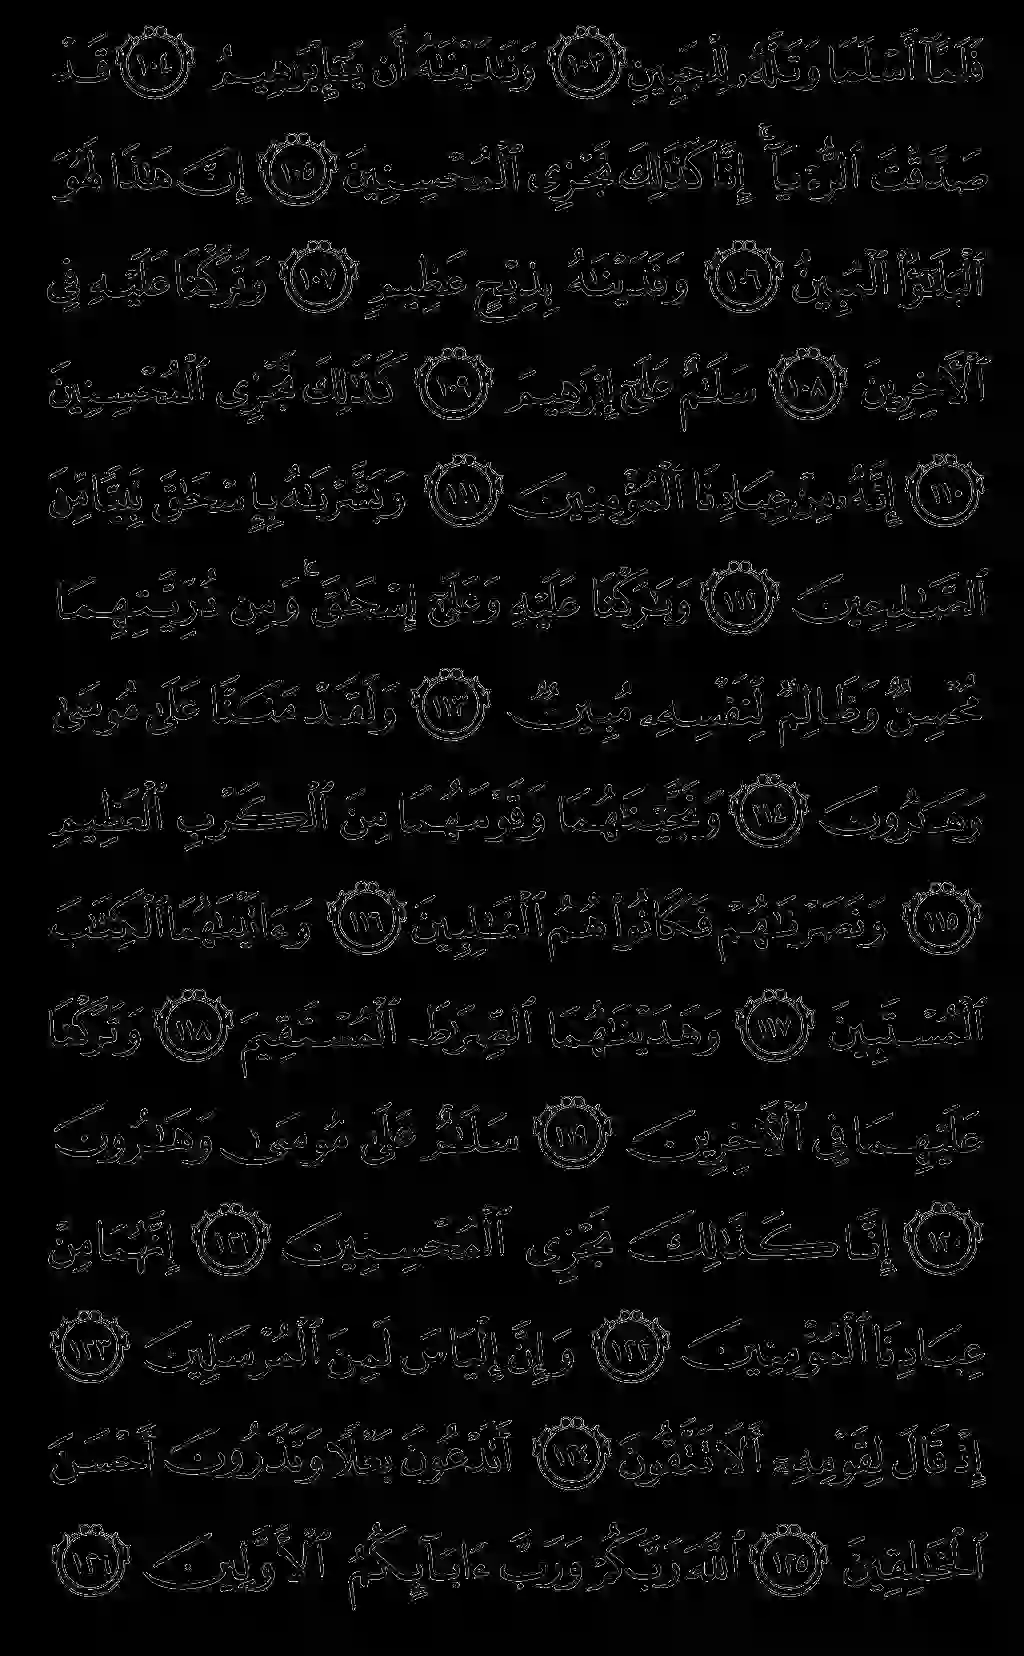 فَلَمَّآ أَسْلَمَا وَتَلَّهُۥ لِلْجَبِينِ ١٠٣ وَنَـٰدَيْنَـٰهُ أَن يَـٰٓإِبْرَٰهِيمُ ١٠٤ قَدْ
صَدَّقْتَ ٱلرُّءْيَآ ۚ إِنَّا كَذَٰلِكَ نَجْزِى ٱلْمُحْسِنِينَ ١٠٥ إِنَّ هَـٰذَا لَهُوَ
ٱلْبَلَـٰٓؤُا۟ ٱلْمُبِينُ ١٠٦ وَفَدَيْنَـٰهُ بِذِبْحٍ عَظِيمٍ ١٠٧ وَتَرَكْنَا عَلَيْهِ فِى
ٱلْـَٔاخِرِينَ ١٠٨ سَلَـٰمٌ عَلَىٰٓ إِبْرَٰهِيمَ ١٠٩ كَذَٰلِكَ نَجْزِى ٱلْمُحْسِنِينَ
١١٠ إِنَّهُۥ مِنْ عِبَادِنَا ٱلْمُؤْمِنِينَ ١١١ وَبَشَّرْنَـٰهُ بِإِسْحَـٰقَ نَبِيًّا مِّنَ
ٱلصَّـٰلِحِينَ ١١٢ وَبَـٰرَكْنَا عَلَيْهِ وَعَلَىٰٓ إِسْحَـٰقَ ۚ وَمِن ذُرِّيَّتِهِمَا
مُحْسِنٌ وَظَالِمٌ لِّنَفْسِهِۦ مُبِينٌ ١١٣ وَلَقَدْ مَنَنَّا عَلَىٰ مُوسَىٰ
وَهَـٰرُونَ ١١٤ وَنَجَّيْنَـٰهُمَا وَقَوْمَهُمَا مِنَ ٱلْكَرْبِ ٱلْعَظِيمِ
١١٥ وَنَصَرْنَـٰهُمْ فَكَانُوا۟ هُمُ ٱلْغَـٰلِبِينَ ١١٦ وَءَاتَيْنَـٰهُمَا ٱلْكِتَـٰبَ
ٱلْمُسْتَبِينَ ١١٧ وَهَدَيْنَـٰهُمَا ٱلصِّرَٰطَ ٱلْمُسْتَقِيمَ ١١٨ وَتَرَكْنَا
عَلَيْهِمَا فِى ٱلْـَٔاخِرِينَ ١١٩ سَلَـٰمٌ عَلَىٰ مُوسَىٰ وَهَـٰرُونَ
١٢٠ إِنَّا كَذَٰلِكَ نَجْزِى ٱلْمُحْسِنِينَ ١٢١ إِنَّهُمَا مِنْ
عِبَادِنَا ٱلْمُؤْمِنِينَ ١٢٢ وَإِنَّ إِلْيَاسَ لَمِنَ ٱلْمُرْسَلِينَ ١٢٣
إِذْ قَالَ لِقَوْمِهِۦٓ أَلَا تَتَّقُونَ ١٢٤ أَتَدْعُونَ بَعْلًا وَتَذَرُونَ أَحْسَنَ
ٱلْخَـٰلِقِينَ ١٢٥ ٱللَّهَ رَبَّكُمْ وَرَبَّ ءَابَآئِكُمُ ٱلْأَوَّلِينَ ١٢٦